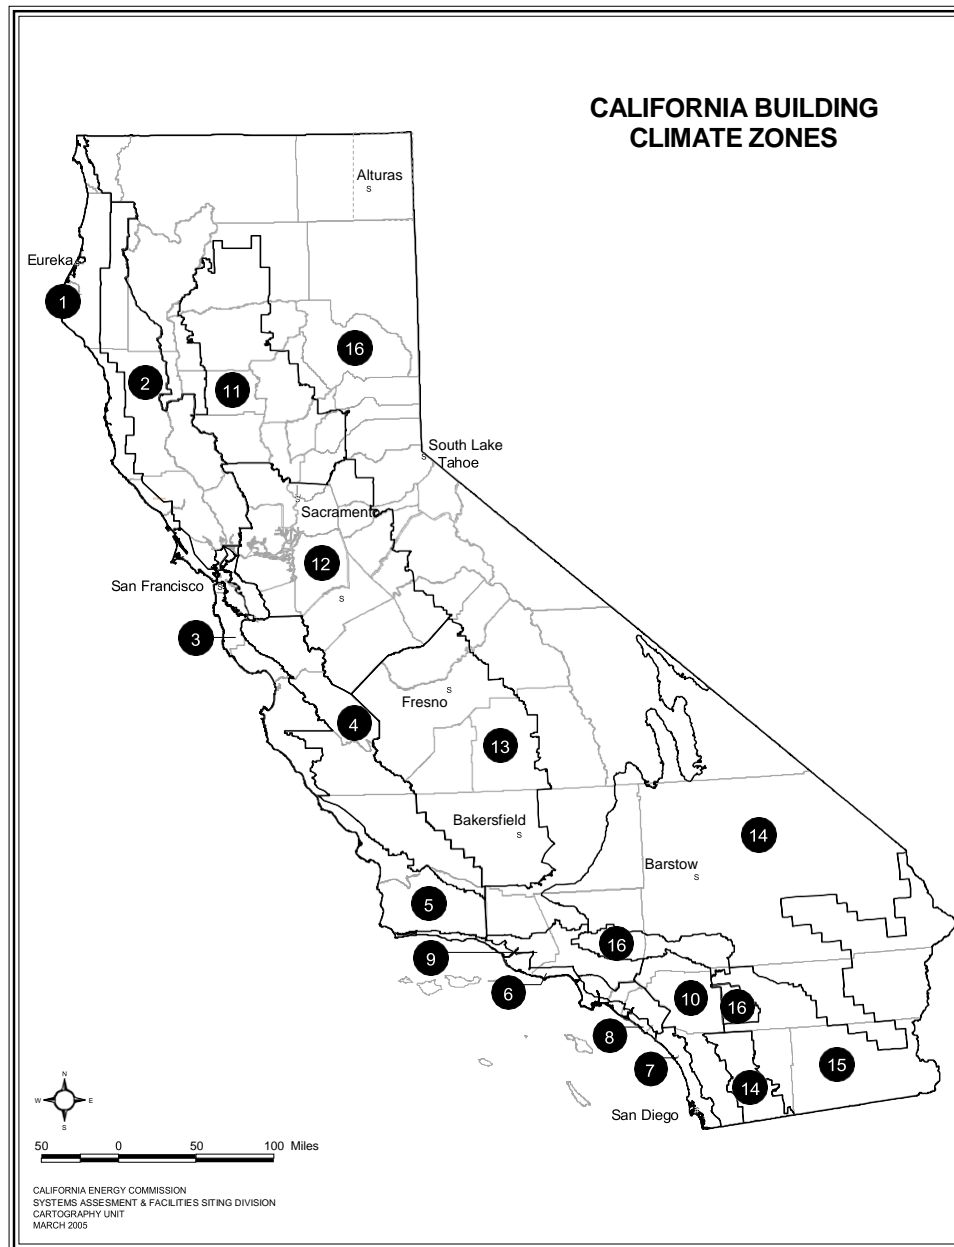 CALIFORNIA BUILDING
CLIMATE ZONES
Alturas
S
Eureka
1
16
2
11
South Lake
S
Tahoe
S
Sacramento
12
San Francisco
S
S
3
S
Fresno
4
13
Bakersfield
S
14
Barstow
S
5
16
9
6
10
16
8
7
15
14
San Diego
N
W
E
S
50
0
50
100 Miles
CALIFORNIA ENERGY COMMISSION
SYSTEMS ASSESMENT & FACILITIES SITING DIVISION
CARTOGRAPHY UNIT
MARCH 2005